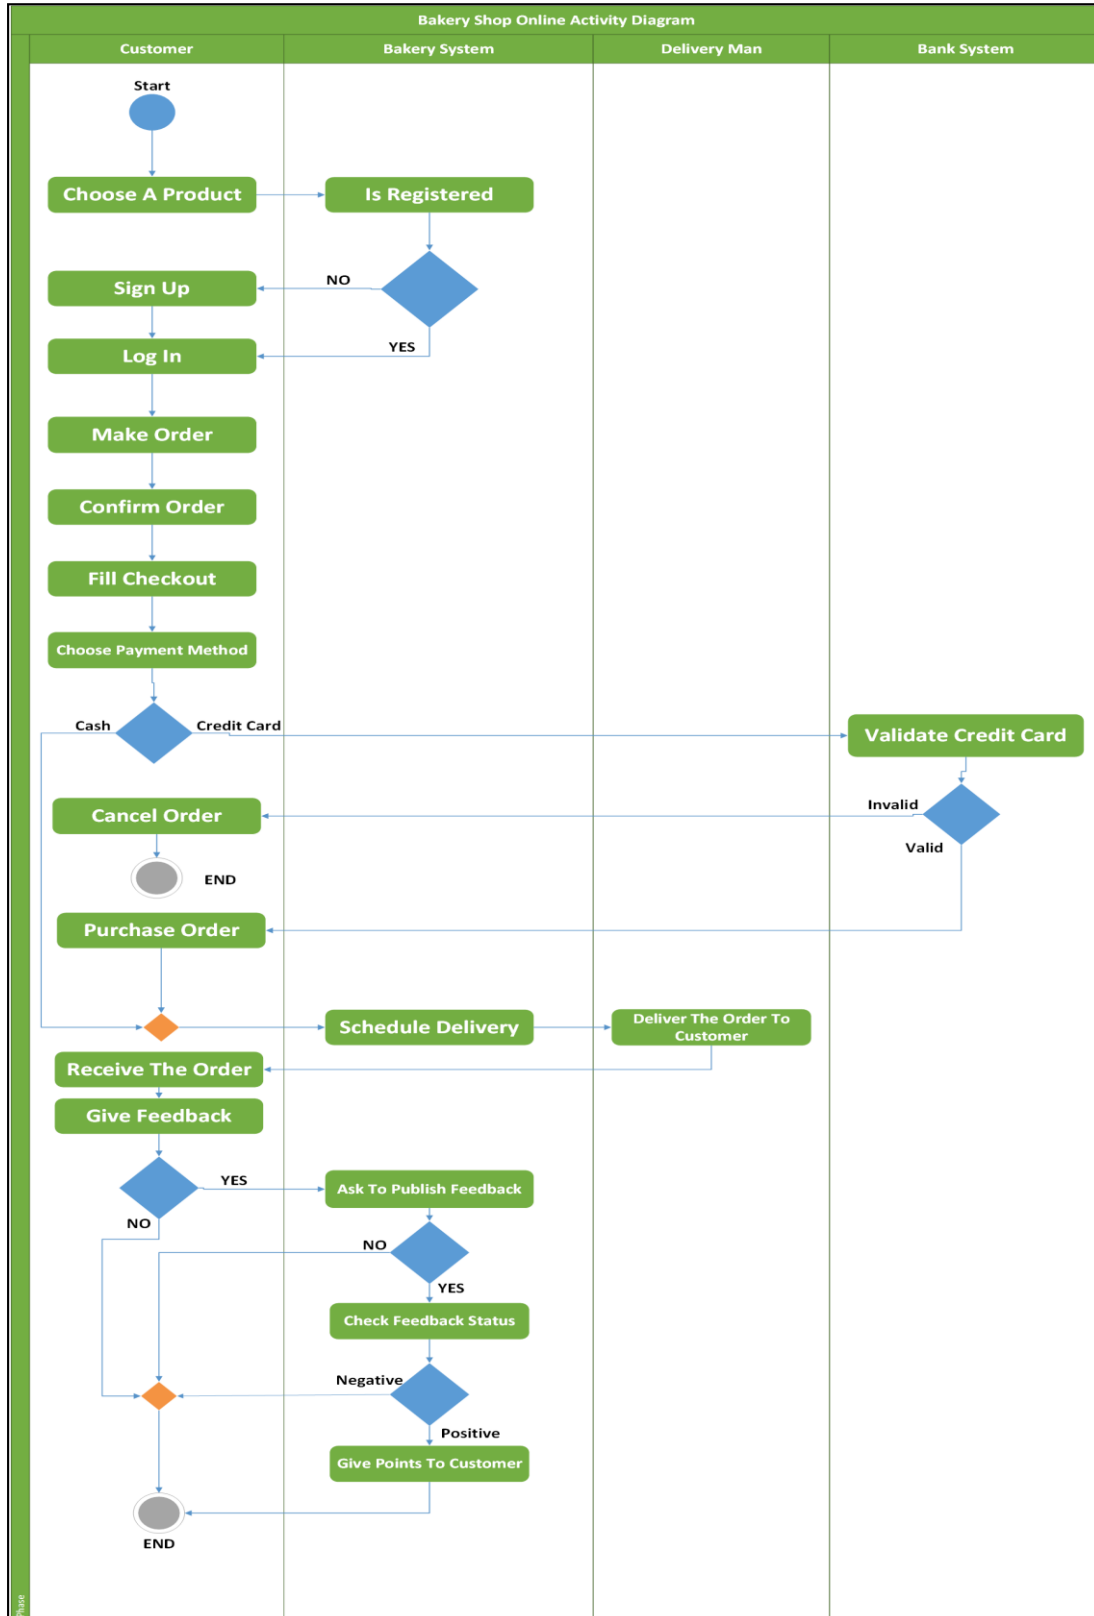 Bakery Shop Online Activity Diagram
Customer
Bakery System
Delivery Man
Bank System
Start
Choose A Product
Is Registered
NO
Sign Up
YES
Log In
Make Order
Confirm Order
Fill Checkout
Choose Payment Method
Cash
Credit Card
Validate Credit Card
Invalid
Cancel Order
Valid
END
Purchase Order
Schedule Delivery
Deliver The Order To
Customer
Receive The Order
Give Feedback
YES
Ask To Publish Feedback
NO
NO
YES
Check Feedback Status
Negative
Positive
Give Points To Customer
END
Phase